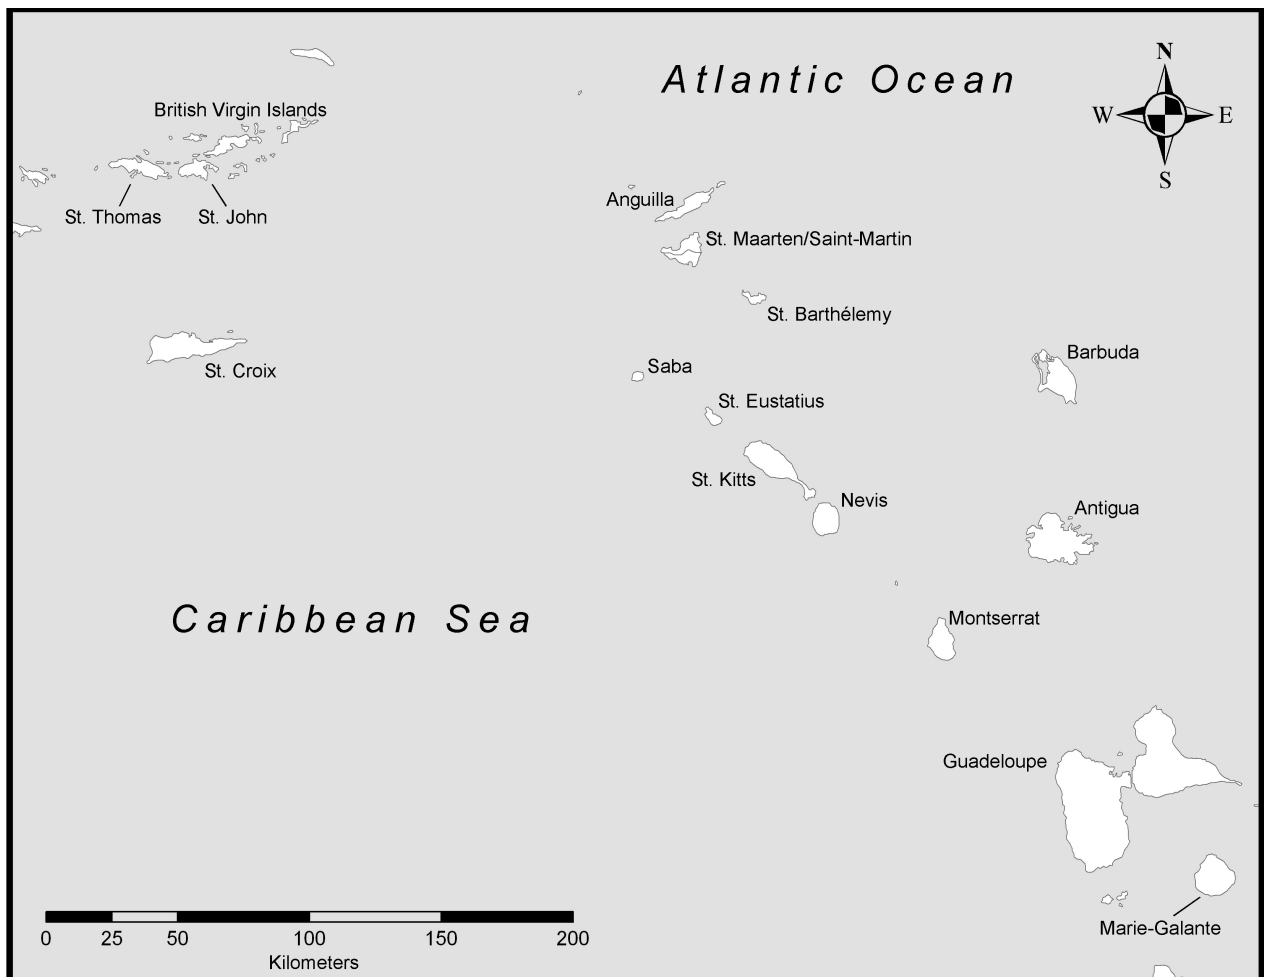 Atlantic Ocean
N
W
E
S
British Virgin Islands
St. Thomas
St. John
Anguilla
St. Maarten/Saint-Martin
St. Barthélemy
St. Croix
Saba
Barbuda
St. Eustatius
St. Kitts
Nevis
Antigua
Caribbean Sea
Montserrat
Guadeloupe
Marie-Galante
0 25 50 100 150 200
Kilometers